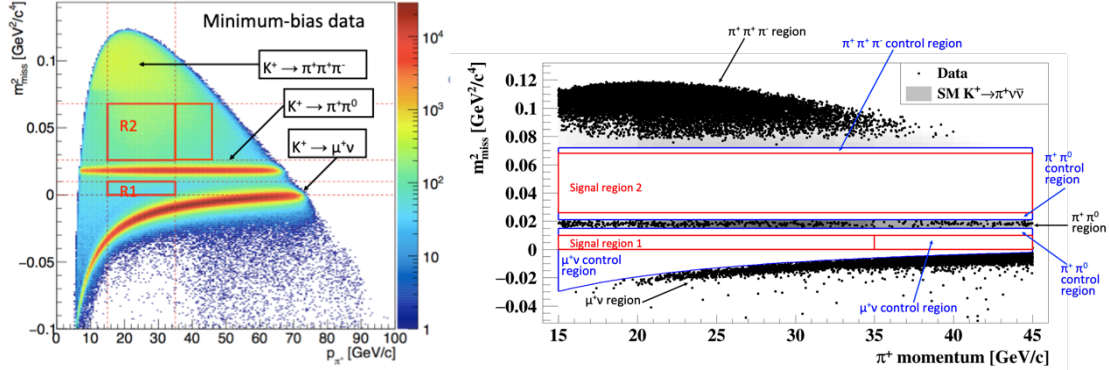 Minimum-bias data
m²miss [GeV²/c⁴]
0.1
0.05
0
−0.05
−0.1
K⁺ → π⁺π⁺π⁻
K⁺ → π⁺π⁰
K⁺ → μ⁺ν
R2
R1
0 10 20 30 40 50 60 70 80 90 100
pπ⁺ [GeV/c]
10⁴
10³
10²
10
1
π⁺π⁺π⁻ region
π⁺π⁺π⁻ control region
m²miss [GeV²/c⁴]
0.12
0.10
0.08
0.06
0.04
0.02
0
−0.02
−0.04
Data
SM K⁺→π⁺νν̄
Signal region 2
Signal region 1
π⁺π⁰
control
region
π⁺π⁰
region
π⁺π⁰
control
region
μ⁺ν control
region
μ⁺ν region
μ⁺ν control region
15 20 25 30 35 40 45
π⁺ momentum [GeV/c]